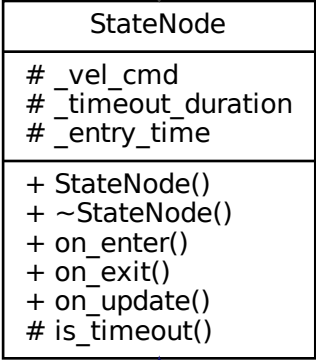 StateNode
# _vel_cmd
# _timeout_duration
# _entry_time
+ StateNode()
+ ~StateNode()
+ on_enter()
+ on_exit()
+ on_update()
# is_timeout()